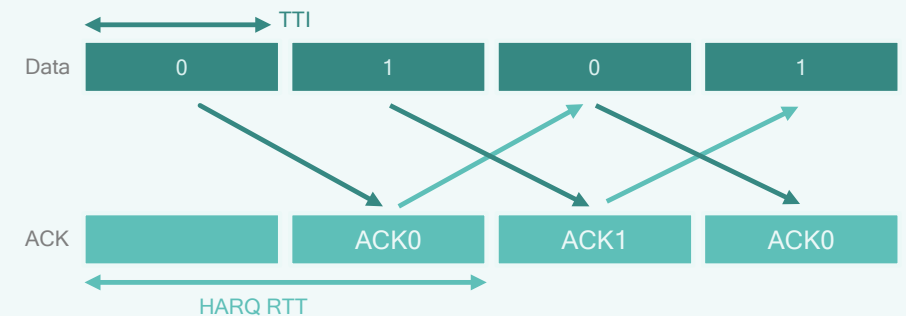 TTI
Data 0 1 0 1
ACK ACK0 ACK1 ACK0
HARQ RTT